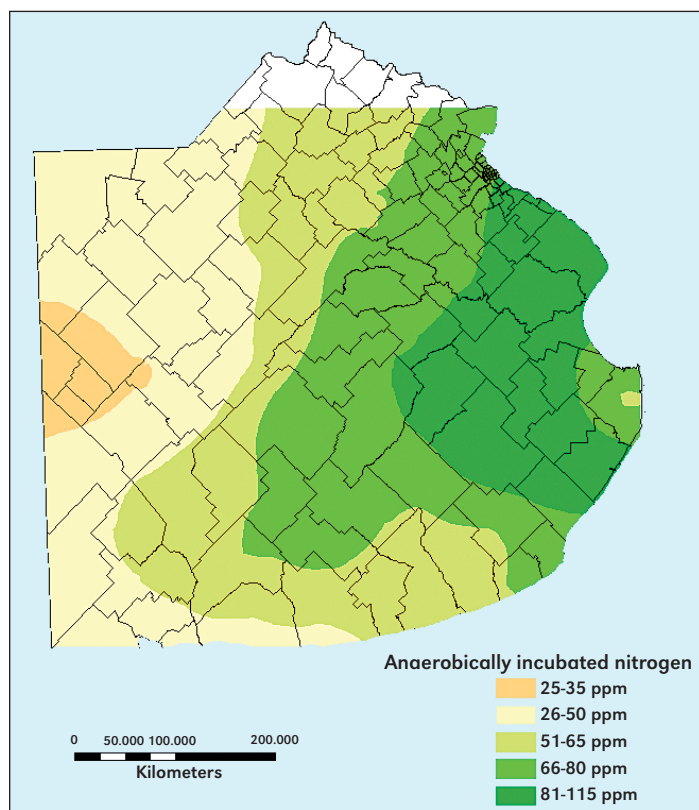 Anaerobically incubated nitrogen
25-35 ppm
26-50 ppm
51-65 ppm
66-80 ppm
81-115 ppm
0 50.000 100.000 200.000
Kilometers